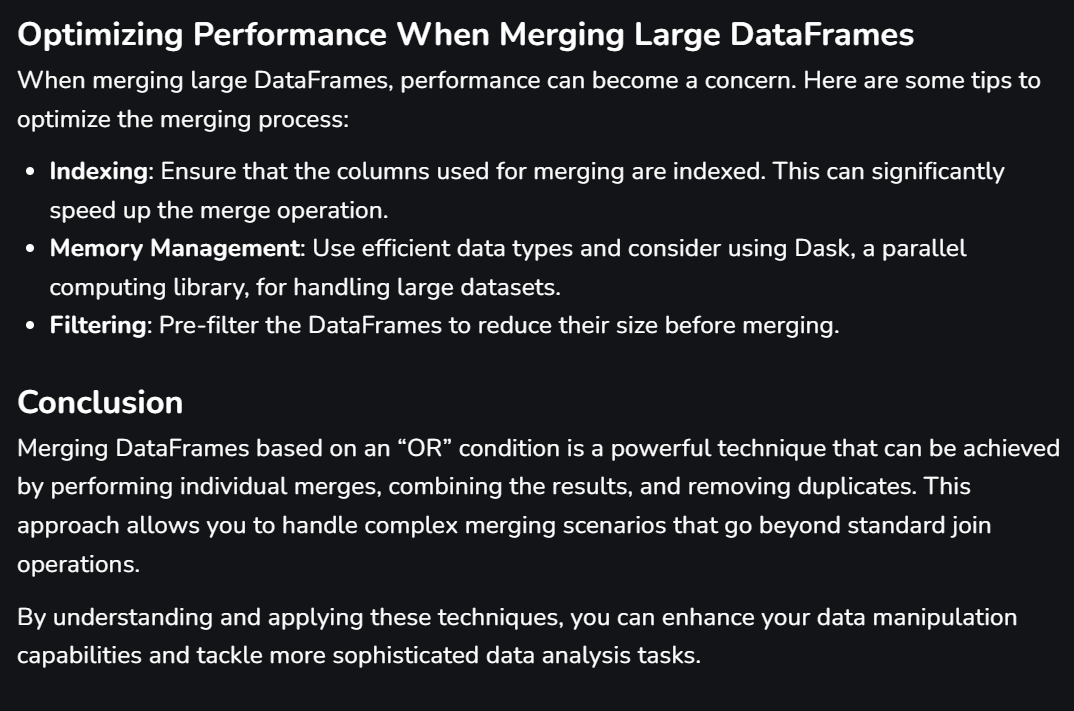 Optimizing Performance When Merging Large DataFrames
When merging large DataFrames, performance can become a concern. Here are some tips to
optimize the merging process:
• Indexing: Ensure that the columns used for merging are indexed. This can significantly
speed up the merge operation.
• Memory Management: Use efficient data types and consider using Dask, a parallel
computing library, for handling large datasets.
• Filtering: Pre-filter the DataFrames to reduce their size before merging.
Conclusion
Merging DataFrames based on an “OR” condition is a powerful technique that can be achieved
by performing individual merges, combining the results, and removing duplicates. This
approach allows you to handle complex merging scenarios that go beyond standard join
operations.
By understanding and applying these techniques, you can enhance your data manipulation
capabilities and tackle more sophisticated data analysis tasks.